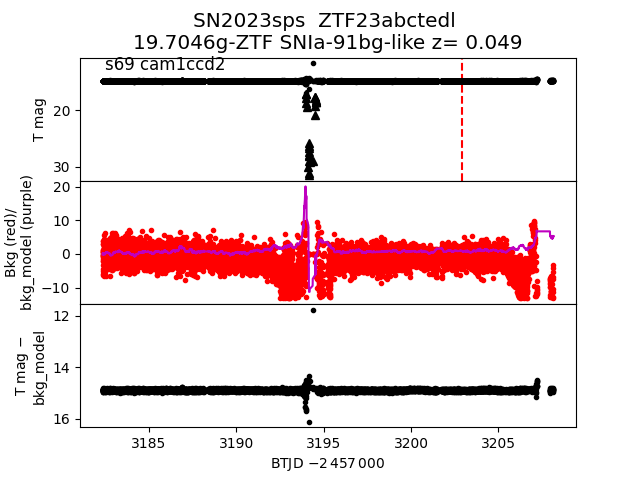 SN2023sps  ZTF23abctedl
19.7046g-ZTF SNIa-91bg-like z= 0.049
s69 cam1ccd2
T mag
20
30
Bkg (red)/
bkg_model (purple)
20
10
0
−10
T mag −
bkg_model
12
14
16
3185 3190 3195 3200 3205
BTJD −2 457 000